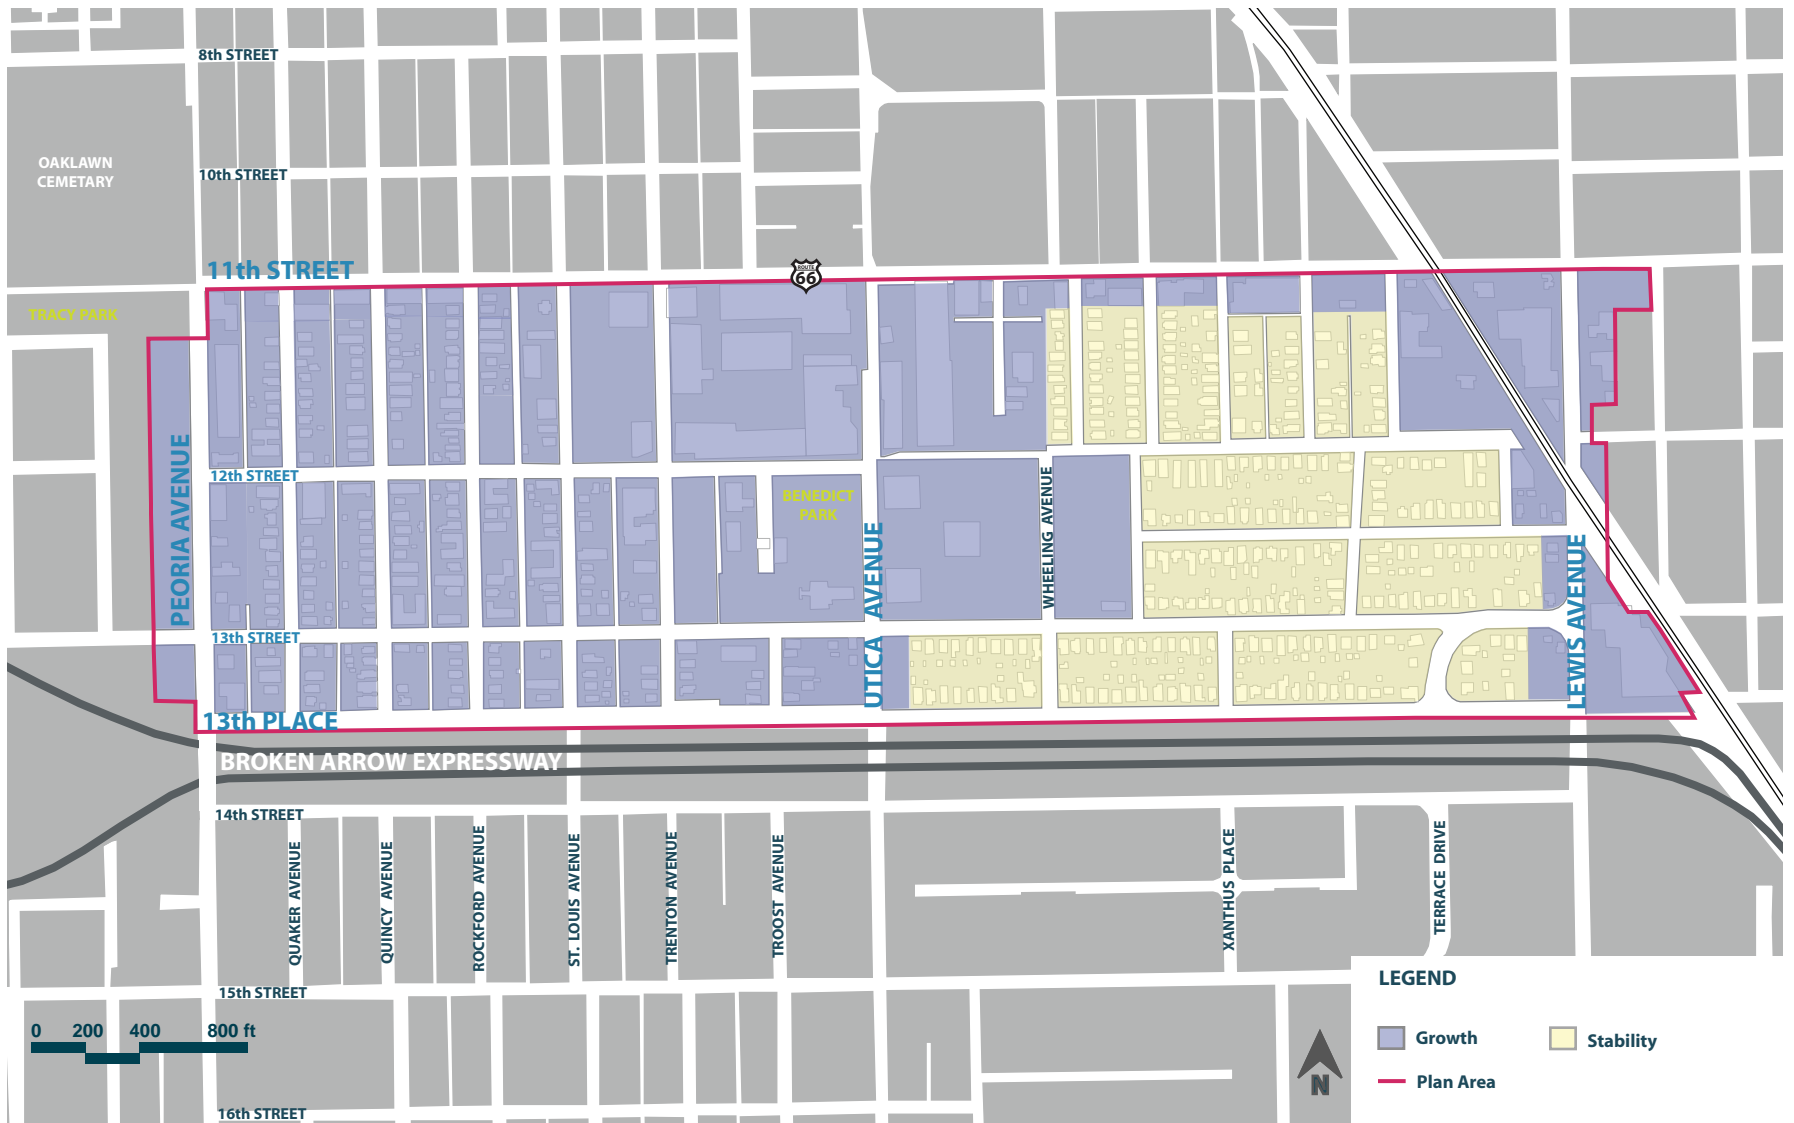 8th STREET
OAKLAWN
CEMETARY
10th STREET
11th STREET
ROUTE
66
TRACY PARK
PEORIA AVENUE
12th STREET
BENEDICT
PARK
UTICA AVENUE
WHEELING AVENUE
LEWIS AVENUE
13th STREET
13th PLACE
BROKEN ARROW EXPRESSWAY
14th STREET
QUAKER AVENUE
QUINCY AVENUE
ROCKFORD AVENUE
ST. LOUIS AVENUE
TRENTON AVENUE
TROOST AVENUE
XANTHUS PLACE
TERRACE DRIVE
15th STREET
0 200 400 800 ft
16th STREET
N
LEGEND
Growth
Stability
Plan Area